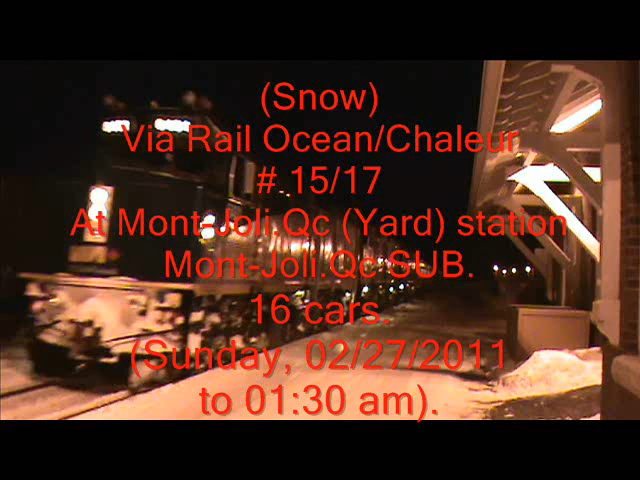 (Snow)
Via Rail Ocean/Chaleur
# 15/17
At Mont-Joli.Qc (Yard) station
Mont-Joli.Qc SUB.
16 cars.
(Sunday, 02/27/2011
to 01:30 am).